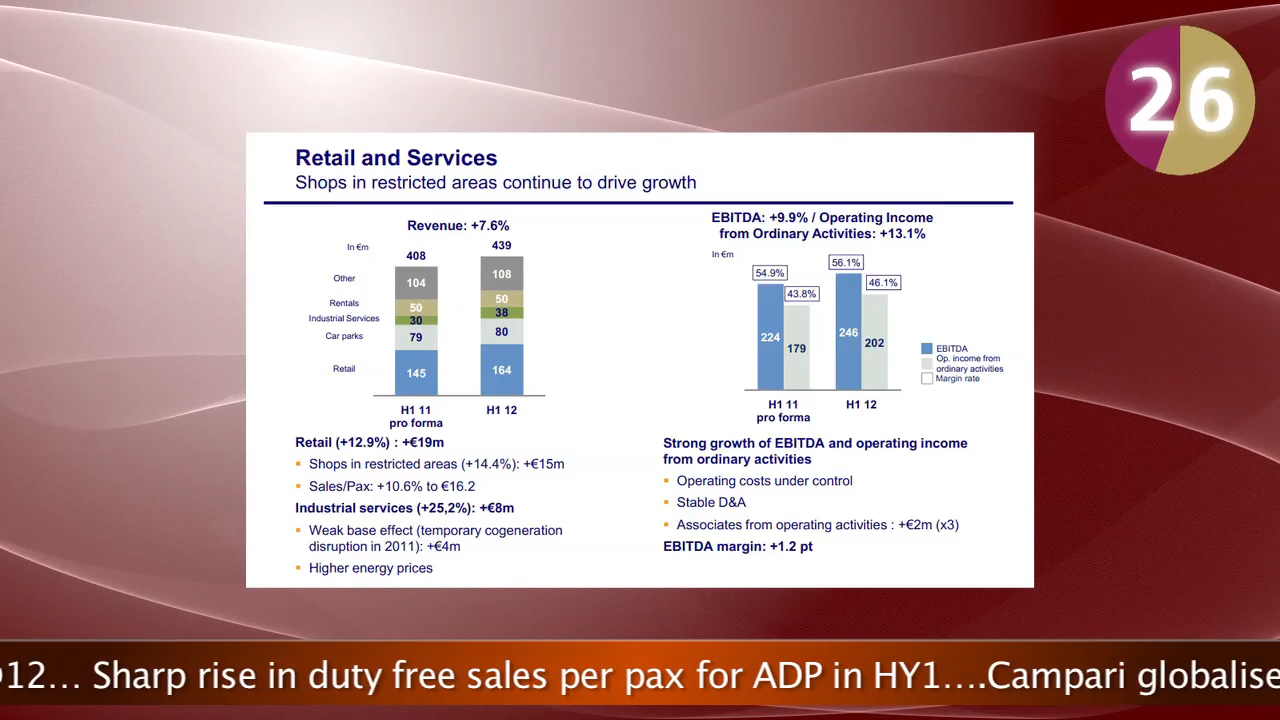 26
Retail and Services
Shops in restricted areas continue to drive growth
Revenue: +7.6%
In €m
408
439
Other
104
108
Rentals
50
50
Industrial Services
30
38
Car parks
79
80
Retail
145
164
H1 11
pro forma
H1 12
EBITDA: +9.9% / Operating Income
from Ordinary Activities: +13.1%
In €m
54.9%
43.8%
56.1%
46.1%
224
179
246
202
H1 11
pro forma
H1 12
EBITDA
Op. income from
ordinary activities
Margin rate
Retail (+12.9%) : +€19m
Shops in restricted areas (+14.4%): +€15m
Sales/Pax: +10.6% to €16.2
Industrial services (+25,2%): +€8m
Weak base effect (temporary cogeneration
disruption in 2011): +€4m
Higher energy prices
Strong growth of EBITDA and operating income
from ordinary activities
Operating costs under control
Stable D&A
Associates from operating activities : +€2m (x3)
EBITDA margin: +1.2 pt
12... Sharp rise in duty free sales per pax for ADP in HY1....Campari globalise